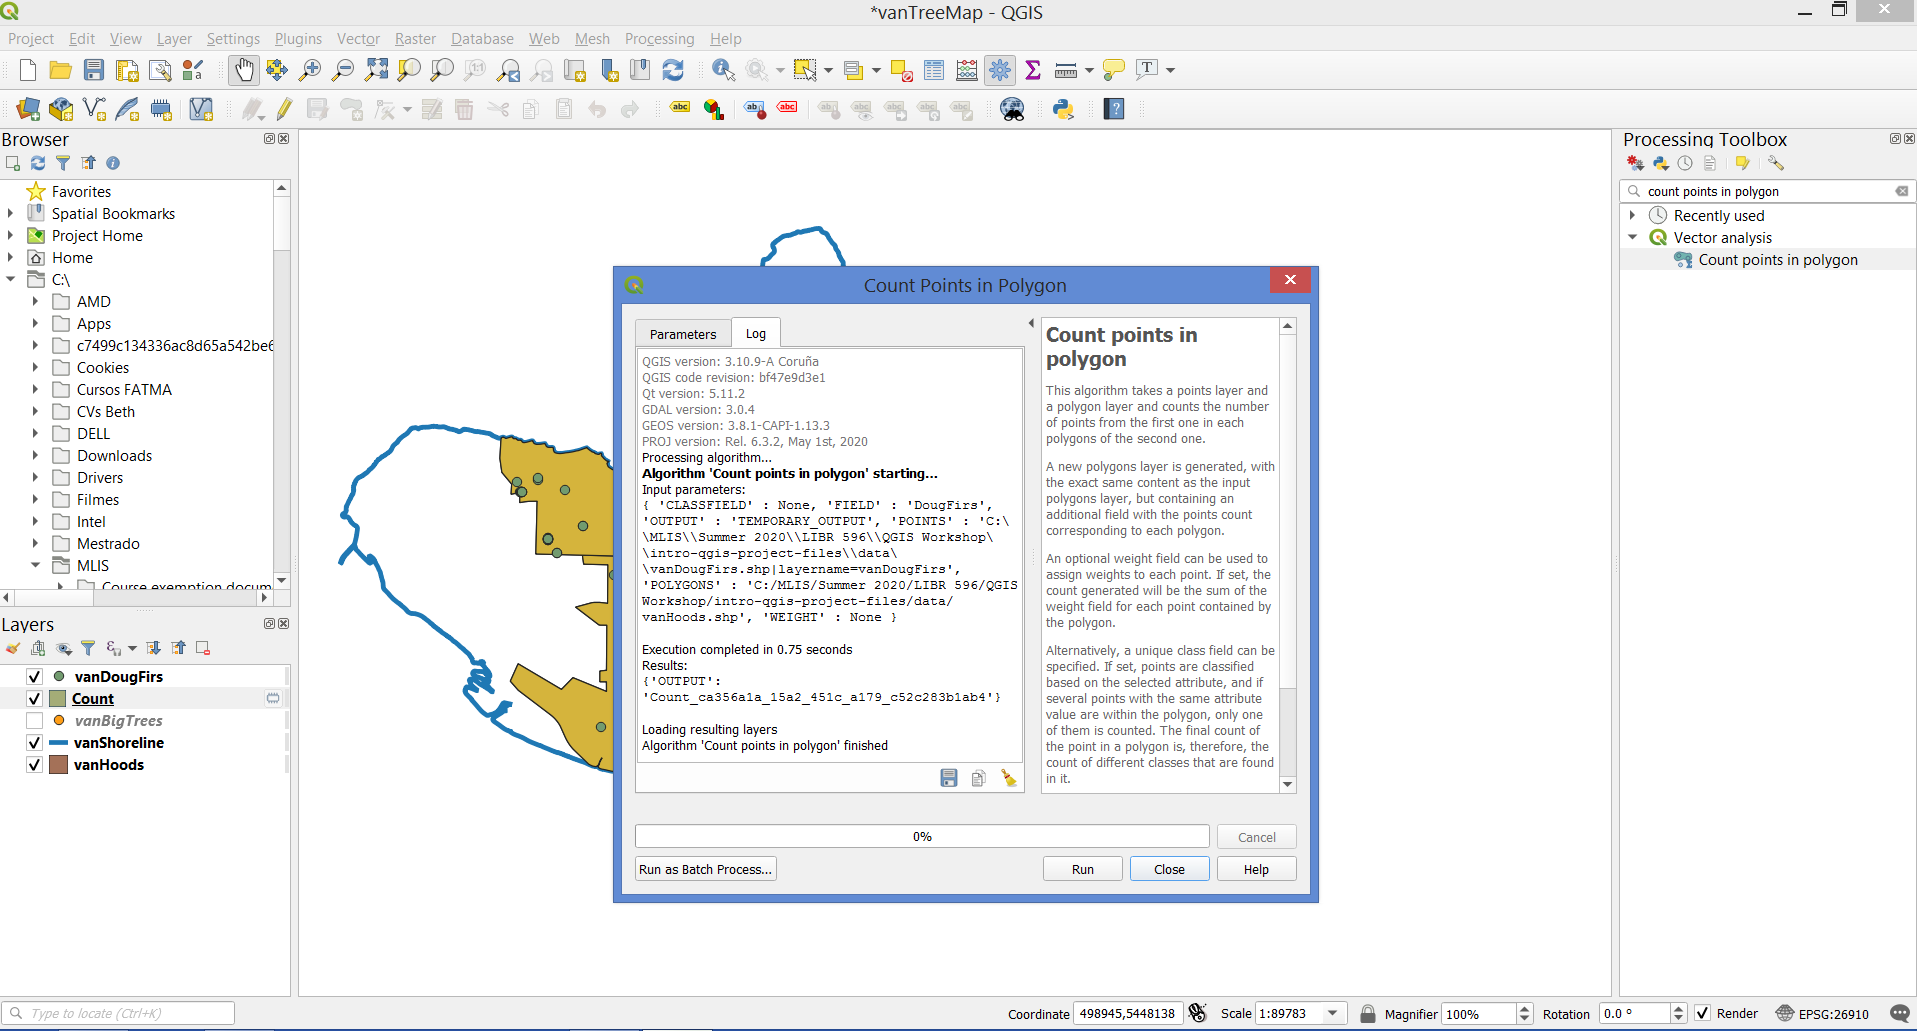 *vanTreeMap - QGIS
Project Edit View Layer Settings Plugins Vector Raster Database Web Mesh Processing Help
Browser
Favorites
Spatial Bookmarks
Project Home
Home
C:\
AMD
Apps
c7499c134336ac8d65a542be6
Cookies
Cursos FATMA
CVs Beth
DELL
Downloads
Drivers
Filmes
Intel
Mestrado
MLIS
Course exemption docum
Layers
vanDougFirs
Count
vanBigTrees
vanShoreline
vanHoods
Count Points in Polygon
Parameters
Log
QGIS version: 3.10.9-A Coruña
QGIS code revision: bf47e9d3e1
Qt version: 5.11.2
GDAL version: 3.0.4
GEOS version: 3.8.1-CAPI-1.13.3
PROJ version: Rel. 6.3.2, May 1st, 2020
Processing algorithm...
Algorithm 'Count points in polygon' starting...
Input parameters:
{ 'CLASSFIELD' : None, 'FIELD' : 'DougFirs',
'OUTPUT' : 'TEMPORARY_OUTPUT', 'POINTS' : 'C:\
\MLIS\\Summer 2020\\LIBR 596\\QGIS Workshop\
\intro-qgis-project-files\\data\
\vanDougFirs.shp|layername=vanDougFirs',
'POLYGONS' : 'C:/MLIS/Summer 2020/LIBR 596/QGIS
Workshop/intro-qgis-project-files/data/
vanHoods.shp', 'WEIGHT' : None }
Execution completed in 0.75 seconds
Results:
{'OUTPUT':
'Count_ca356a1a_15a2_451c_a179_c52c283b1ab4'}
Loading resulting layers
Algorithm 'Count points in polygon' finished
Count points in
polygon
This algorithm takes a points layer and
a polygon layer and counts the number
of points from the first one in each
polygons of the second one.
A new polygons layer is generated, with
the exact same content as the input
polygons layer, but containing an
additional field with the points count
corresponding to each polygon.
An optional weight field can be used to
assign weights to each point. If set, the
count generated will be the sum of the
weight field for each point contained by
the polygon.
Alternatively, a unique class field can be
specified. If set, points are classified
based on the selected attribute, and if
several points with the same attribute
value are within the polygon, only one
of them is counted. The final count of
the point in a polygon is, therefore, the
count of different classes that are found
in it.
0%
Cancel
Run as Batch Process...
Run
Close
Help
Processing Toolbox
count points in polygon
Recently used
Vector analysis
Count points in polygon
Type to locate (Ctrl+K)
Coordinate 498945,5448138 Scale 1:89783 Magnifier 100% Rotation 0.0 ° Render EPSG:26910